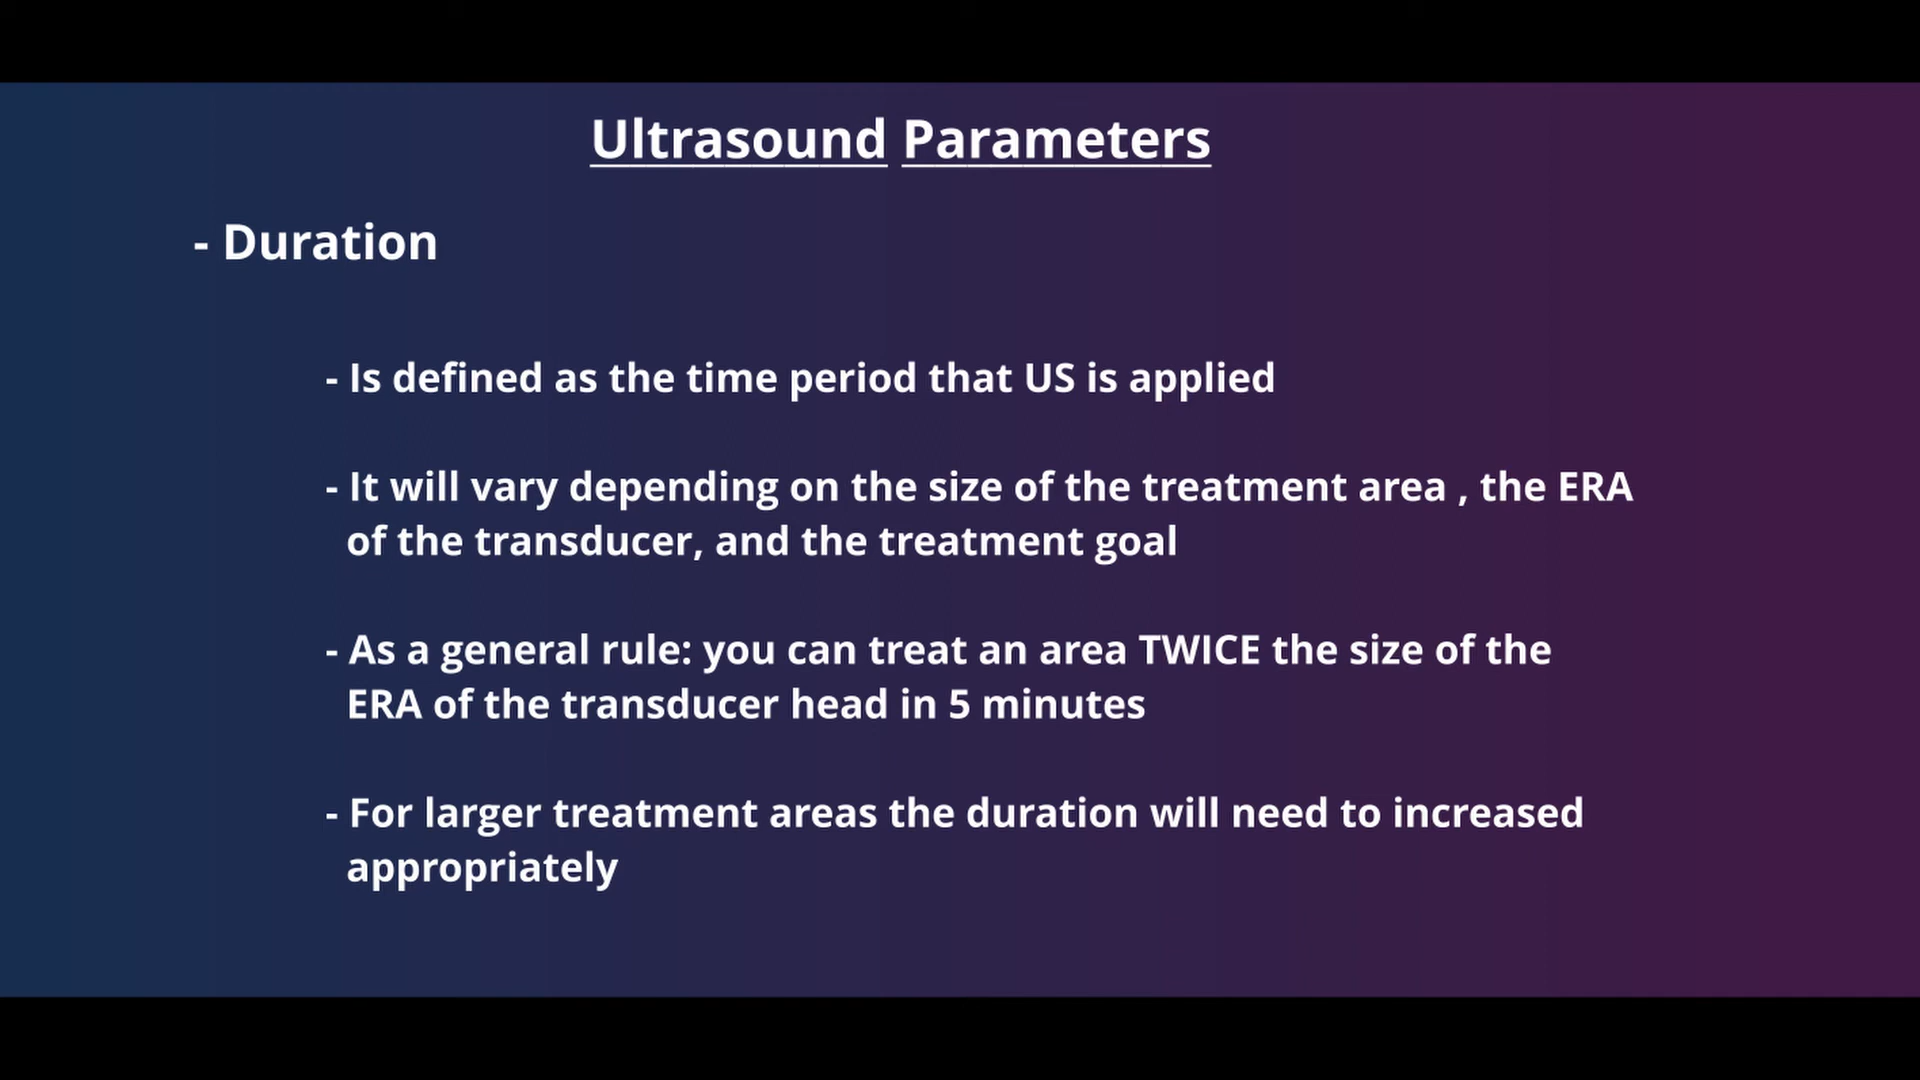 Ultrasound Parameters
- Duration
- Is defined as the time period that US is applied
- It will vary depending on the size of the treatment area , the ERA
of the transducer, and the treatment goal
- As a general rule: you can treat an area TWICE the size of the
ERA of the transducer head in 5 minutes
- For larger treatment areas the duration will need to increased
appropriately